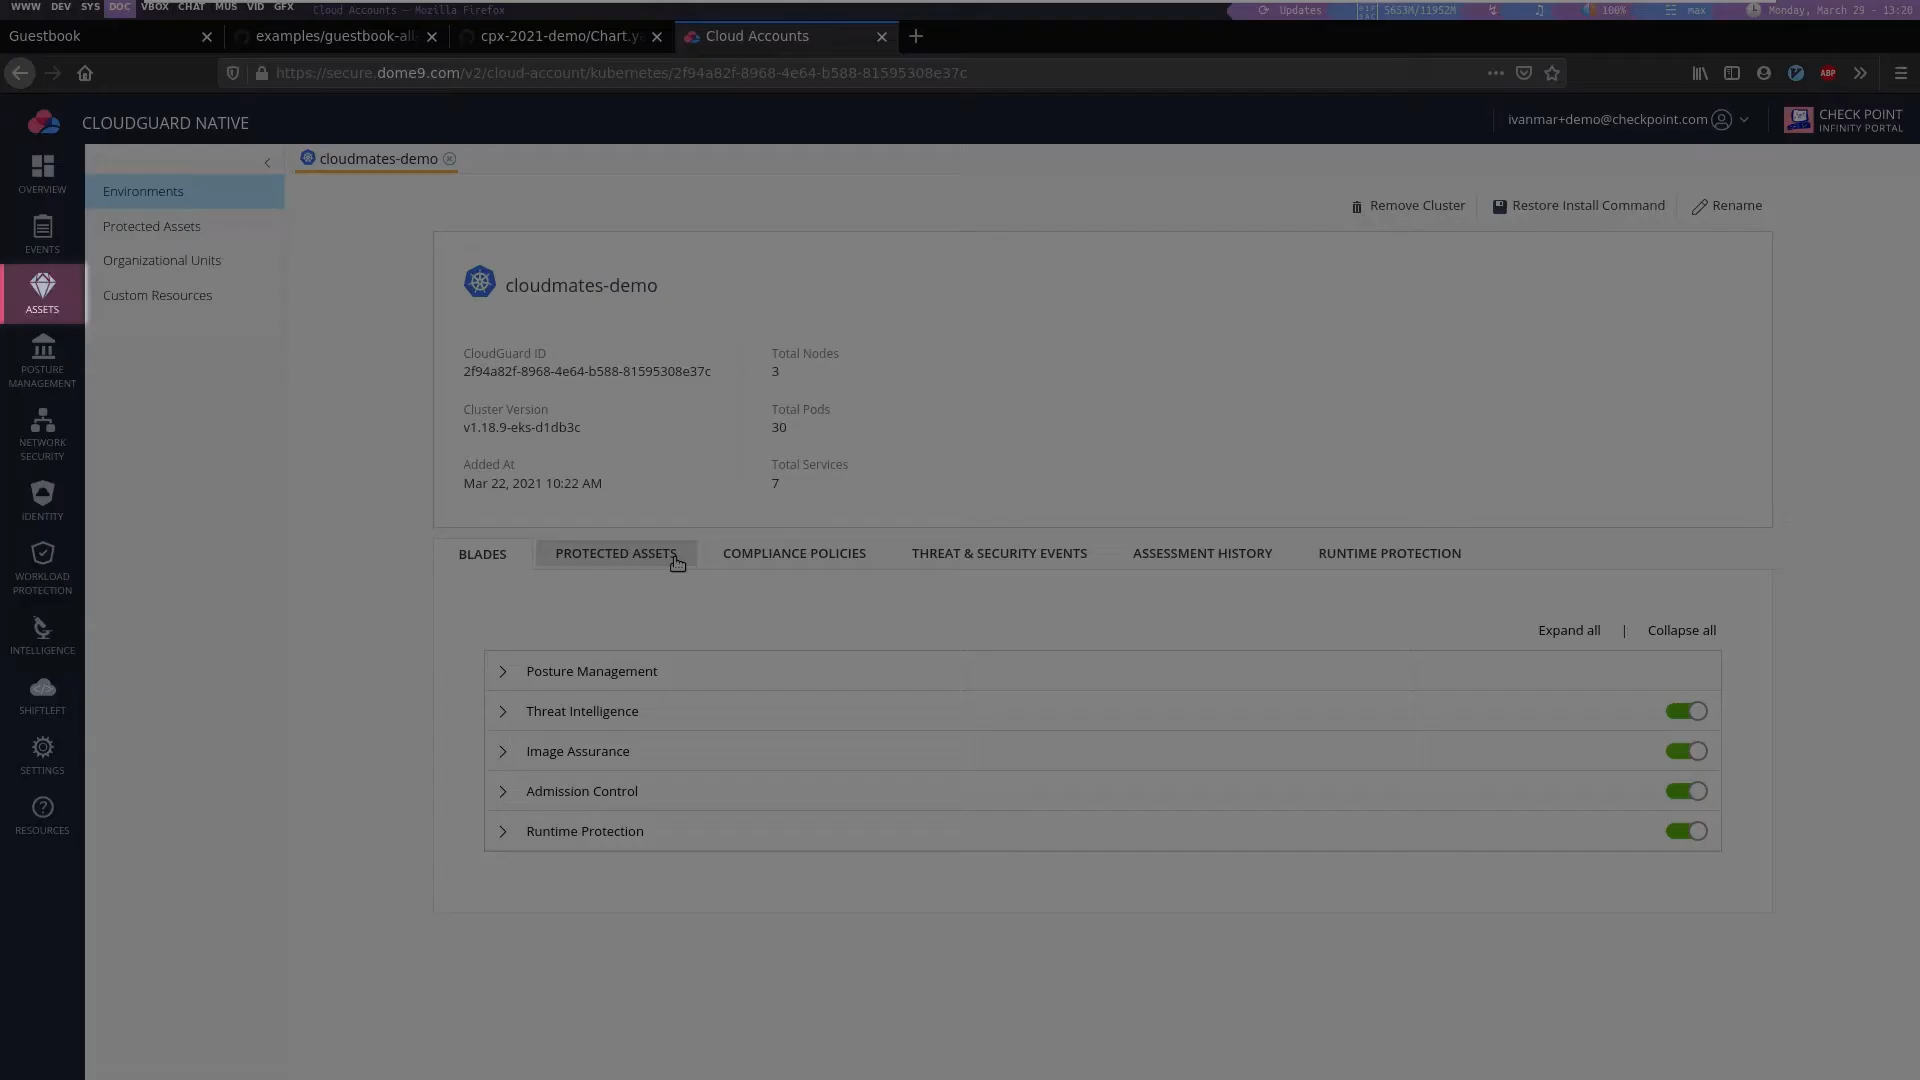 WWW DEV SYS DOC VBOX CHAT MUS VID GFX Cloud Accounts — Mozilla Firefox Updates 5653M/11952M 100% max Monday, March 29 - 13:20
Guestbook examples/guestbook-all cpx-2021-demo/Chart.ya Cloud Accounts
https://secure.dome9.com/v2/cloud-account/kubernetes/2f94a82f-8968-4e64-b588-81595308e37c
ABP
CLOUDGUARD NATIVE
ivanmar+demo@checkpoint.com
CHECK POINT
INFINITY PORTAL
OVERVIEW
EVENTS
ASSETS
POSTURE
MANAGEMENT
NETWORK
SECURITY
IDENTITY
WORKLOAD
PROTECTION
INTELLIGENCE
SHIFTLEFT
SETTINGS
RESOURCES
Environments
Protected Assets
Organizational Units
Custom Resources
cloudmates-demo
Remove Cluster
Restore Install Command
Rename
cloudmates-demo
CloudGuard ID
2f94a82f-8968-4e64-b588-81595308e37c
Total Nodes
3
Cluster Version
v1.18.9-eks-d1db3c
Total Pods
30
Added At
Mar 22, 2021 10:22 AM
Total Services
7
BLADES PROTECTED ASSETS COMPLIANCE POLICIES THREAT & SECURITY EVENTS ASSESSMENT HISTORY RUNTIME PROTECTION
Expand all | Collapse all
Posture Management
Threat Intelligence
Image Assurance
Admission Control
Runtime Protection